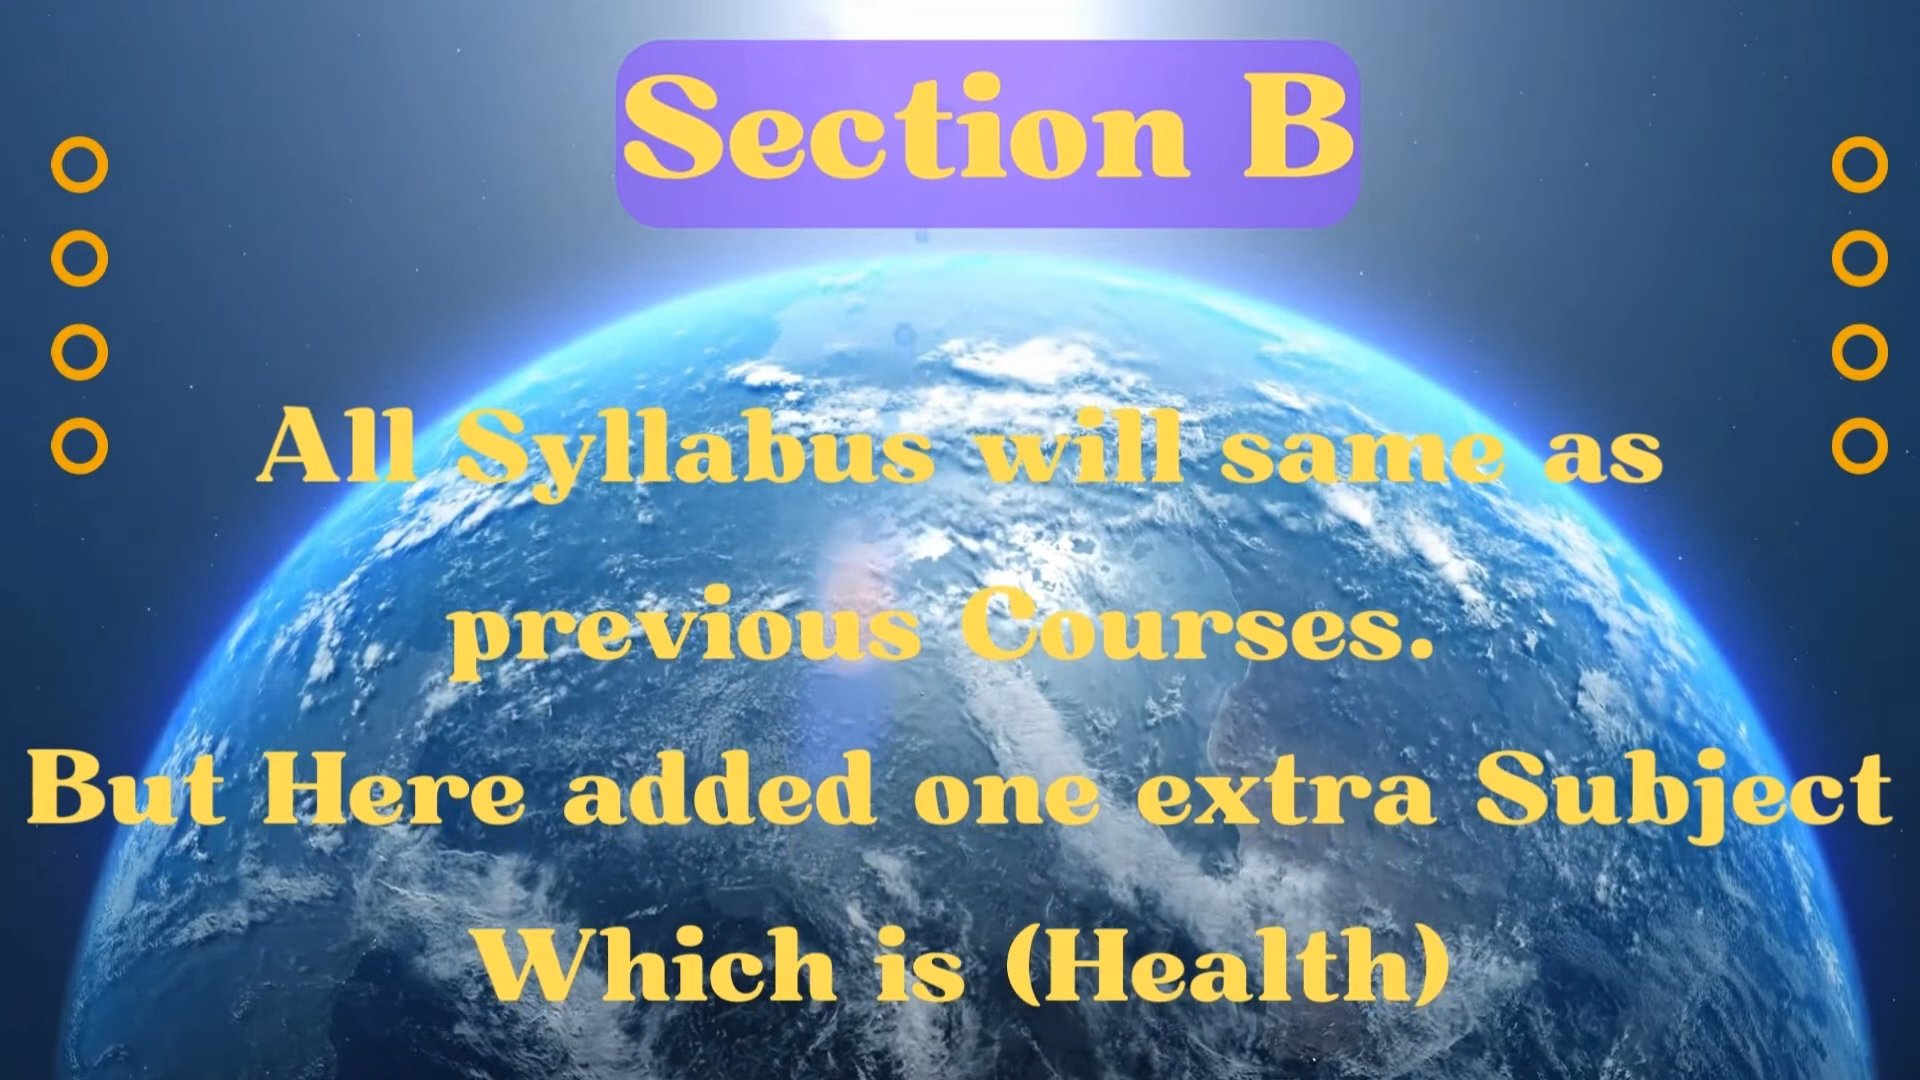 Section B
All Syllabus will same as
previous Courses.
But Here added one extra Subject
Which is (Health)